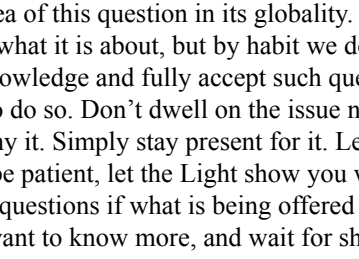 ea of this question in its globality.
what it is about, but by habit we d
owledge and fully accept such que
o do so. Don’t dwell on the issue n
ny it. Simply stay present for it. Le
be patient, let the Light show you w
questions if what is being offered
vant to know more, and wait for sh